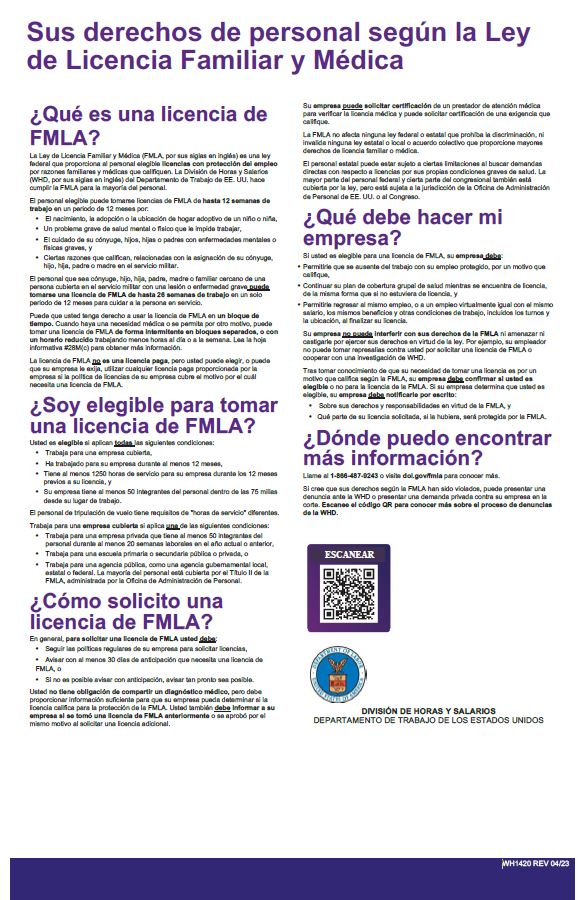 Sus derechos de personal según la Ley
de Licencia Familiar y Médica
¿Qué es una licencia de
FMLA?
La Ley de Licencia Familiar y Médica (FMLA, por sus siglas en inglés) es una ley
federal que proporciona al personal elegible licencias con protección del empleo
por razones familiares y médicas que califiquen. La División de Horas y Salarios
(WHD, por sus siglas en inglés) del Departamento de Trabajo de EE. UU. hace
cumplir la FMLA para la mayoría del personal.
El personal elegible puede tomarse licencias de FMLA de hasta 12 semanas de
trabajo en un período de 12 meses por:
• El nacimiento, la adopción o la ubicación de hogar adoptivo de un niño o niña,
• Un problema grave de salud mental o físico que le impide trabajar,
• El cuidado de su cónyuge, hijos, hijas o padres con enfermedades mentales o
físicas graves, y
• Ciertas razones que califican, relacionadas con la asignación de su cónyuge,
hijo, hija, padre o madre en el servicio militar.
El personal que sea cónyuge, hijo, hija, padre, madre o familiar cercano de una
persona cubierta en el servicio militar con una lesión o enfermedad grave puede
tomarse una licencia de FMLA de hasta 26 semanas de trabajo en un solo
período de 12 meses para cuidar a la persona en servicio.
Puede que usted tenga derecho a usar la licencia de FMLA en un bloque de
tiempo. Cuando haya una necesidad médica o se permita por otro motivo, puede
tomar una licencia de FMLA de forma intermitente en bloques separados, o con
un horario reducido trabajando menos horas al día o a la semana. Lea la hoja
informativa #28M(c) para obtener más información.
La licencia de FMLA no es una licencia paga, pero usted puede elegir, o puede
que su empresa le exija, utilizar cualquier licencia paga proporcionada por la
empresa si la política de licencias de su empresa cubre el motivo por el cuál
necesita una licencia de FMLA.
¿Soy elegible para tomar
una licencia de FMLA?
Usted es elegible si aplican todas las siguientes condiciones:
• Trabaja para una empresa cubierta,
• Ha trabajado para su empresa durante al menos 12 meses,
• Tiene al menos 1250 horas de servicio para su empresa durante los 12 meses
previos a su licencia, y
• Su empresa tiene al menos 50 integrantes del personal dentro de las 75 millas
desde su lugar de trabajo.
El personal de tripulación de vuelo tiene requisitos de "horas de servicio" diferentes.
Trabaja para una empresa cubierta si aplica una de las siguientes condiciones:
• Trabaja para una empresa privada que tiene al menos 50 integrantes del
personal durante al menos 20 semanas laborales en el año actual o anterior,
• Trabaja para una escuela primaria o secundaria pública o privada, o
• Trabaja para una agencia pública, como una agencia gubernamental local,
estatal o federal. La mayoría del personal está cubierta por el Título II de la
FMLA, administrada por la Oficina de Administración de Personal.
¿Cómo solicito una
licencia de FMLA?
En general, para solicitar una licencia de FMLA usted debe:
• Seguir las políticas regulares de su empresa para solicitar licencias,
• Avisar con al menos 30 días de anticipación que necesita una licencia de
FMLA, o
• Si no es posible avisar con anticipación, avisar tan pronto sea posible.
Usted no tiene obligación de compartir un diagnóstico médico, pero debe
proporcionar información suficiente para que su empresa pueda determinar si la
licencia califica para la protección de la FMLA. Usted también debe informar a su
empresa si se tomó una licencia de FMLA anteriormente o se aprobó por el
mismo motivo al solicitar una licencia adicional.
Su empresa puede solicitar certificación de un prestador de atención médica
para verificar la licencia médica y puede solicitar certificación de una exigencia que
califique.
La FMLA no afecta ninguna ley federal o estatal que prohíba la discriminación, ni
invalida ninguna ley estatal o local o acuerdo colectivo que proporcione mayores
derechos de licencia familiar o médica.
El personal estatal puede estar sujeto a ciertas limitaciones al buscar demandas
directas con respecto a licencias por sus propias condiciones graves de salud. La
mayor parte del personal federal y cierta parte del congresional también está
cubierta por la ley, pero está sujeta a la jurisdicción de la Oficina de Administración
de Personal de EE. UU. o al Congreso.
¿Qué debe hacer mi
empresa?
Si usted es elegible para una licencia de FMLA, su empresa debe:
• Permitirle que se ausente del trabajo con su empleo protegido, por un motivo que
califique,
• Continuar su plan de cobertura grupal de salud mientras se encuentra de licencia,
de la misma forma que si no estuviera de licencia, y
• Permitirle regresar al mismo empleo, o a un empleo virtualmente igual con el mismo
salario, los mismos beneficios y otras condiciones de trabajo, incluidos los turnos y
la ubicación, al finalizar su licencia.
Su empresa no puede interferir con sus derechos de la FMLA ni amenazar ni
castigarle por ejercer sus derechos en virtud de la ley. Por ejemplo, su empleador
no puede tomar represalias contra usted por solicitar una licencia de FMLA o
cooperar con una investigación de WHD.
Tras tomar conocimiento de que su necesidad de tomar una licencia es por un
motivo que califica según la FMLA, su empresa debe confirmar si usted es
elegible o no para la licencia de la FMLA. Si su empresa determina que usted es
elegible, su empresa debe notificarle por escrito:
• Sobre sus derechos y responsabilidades en virtud de la FMLA, y
• Qué parte de su licencia solicitada, si la hubiera, será protegida por la FMLA.
¿Dónde puedo encontrar
más información?
Llame al 1-866-487-9243 o visite dol.gov/fmla para conocer más.
Si cree que sus derechos según la FMLA han sido violados, puede presentar una
denuncia ante la WHD o presentar una demanda privada contra su empresa en la
corte. Escanee el código QR para conocer más sobre el proceso de denuncias
de la WHD.
ESCANEAR
DIVISIÓN DE HORAS Y SALARIOS
DEPARTAMENTO DE TRABAJO DE LOS ESTADOS UNIDOS
WH1420 REV 04/23